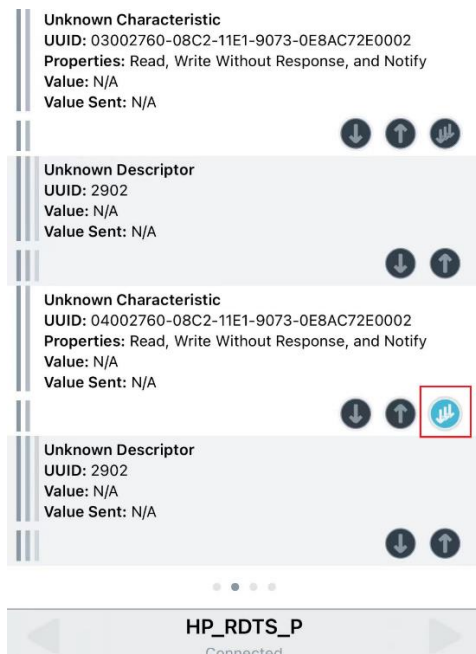 Unknown Characteristic
UUID: 03002760-08C2-11E1-9073-0E8AC72E0002
Properties: Read, Write Without Response, and Notify
Value: N/A
Value Sent: N/A
Unknown Descriptor
UUID: 2902
Value: N/A
Value Sent: N/A
Unknown Characteristic
UUID: 04002760-08C2-11E1-9073-0E8AC72E0002
Properties: Read, Write Without Response, and Notify
Value: N/A
Value Sent: N/A
Unknown Descriptor
UUID: 2902
Value: N/A
Value Sent: N/A
HP_RDTS_P
Connected